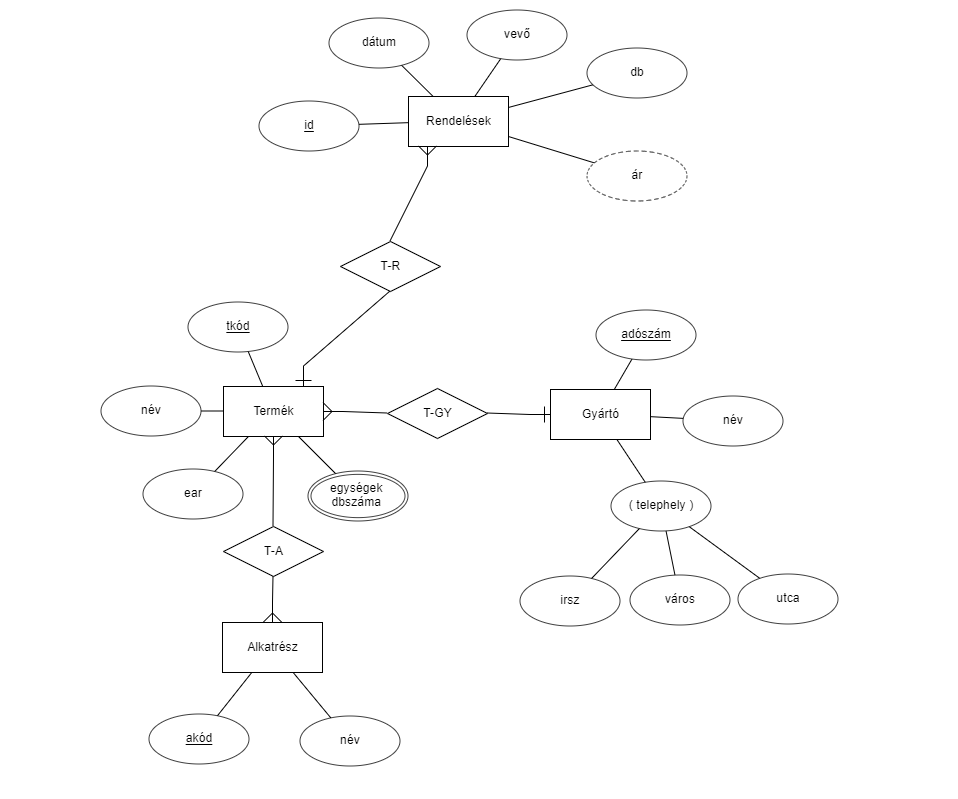 dátum
vevő
db
id
Rendelések
ár
T-R
tkód
adószám
név
Termék
T-GY
Gyártó
név
ear
egységek
dbszáma
( telephely )
T-A
irsz
város
utca
Alkatrész
akód
név